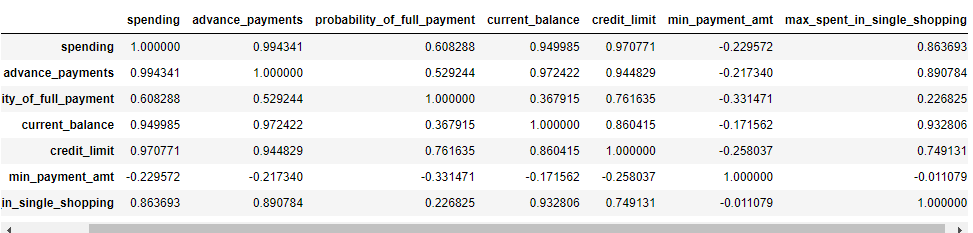 spending advance_payments probability_of_full_payment current_balance credit_limit min_payment_amt max_spent_in_single_shopping
spending 1.000000 0.994341 0.608288 0.949985 0.970771 -0.229572 0.863693
advance_payments 0.994341 1.000000 0.529244 0.972422 0.944829 -0.217340 0.890784
ity_of_full_payment 0.608288 0.529244 1.000000 0.367915 0.761635 -0.331471 0.226825
current_balance 0.949985 0.972422 0.367915 1.000000 0.860415 -0.171562 0.932806
credit_limit 0.970771 0.944829 0.761635 0.860415 1.000000 -0.258037 0.749131
min_payment_amt -0.229572 -0.217340 -0.331471 -0.171562 -0.258037 1.000000 -0.011079
in_single_shopping 0.863693 0.890784 0.226825 0.932806 0.749131 -0.011079 1.000000